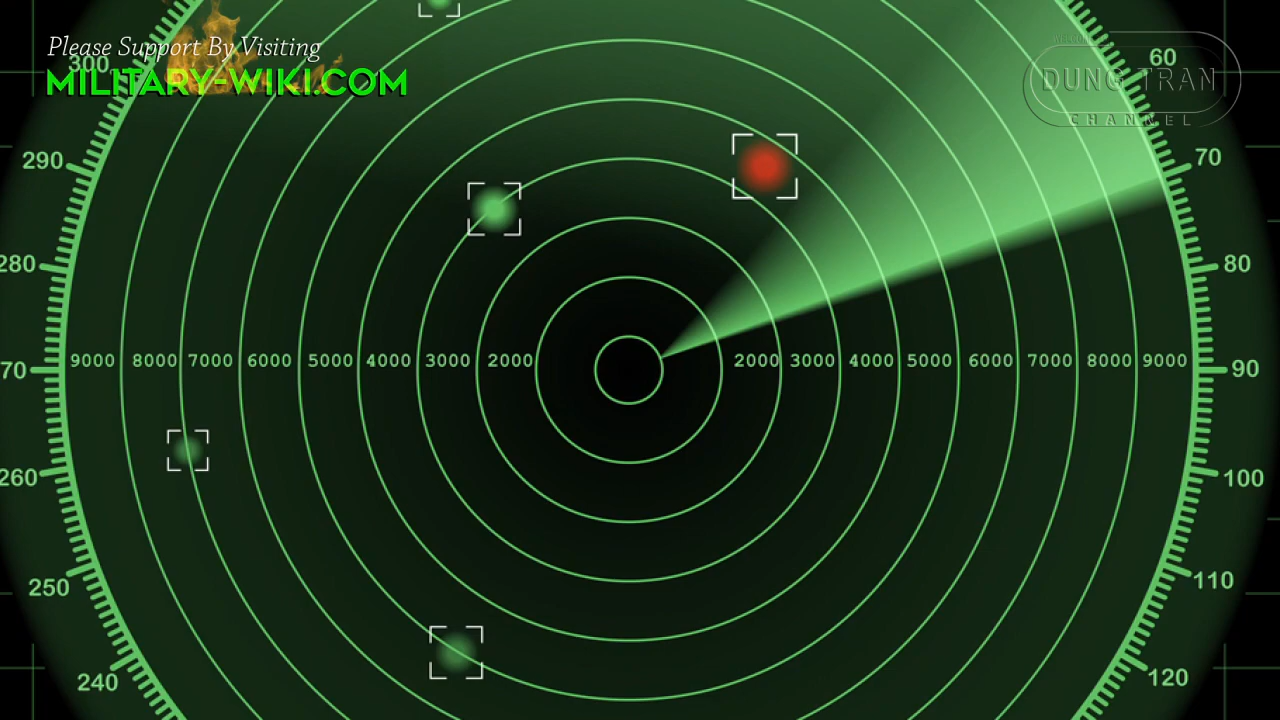 Please Support By Visiting
MILITARY-WIKI.COM
DUNG TRAN
CHANNEL
300
60
290
70
280
80
9000 8000 7000 6000 5000 4000 3000 2000 2000 3000 4000 5000 6000 7000 8000 9000
70
90
260
100
250
110
240
120